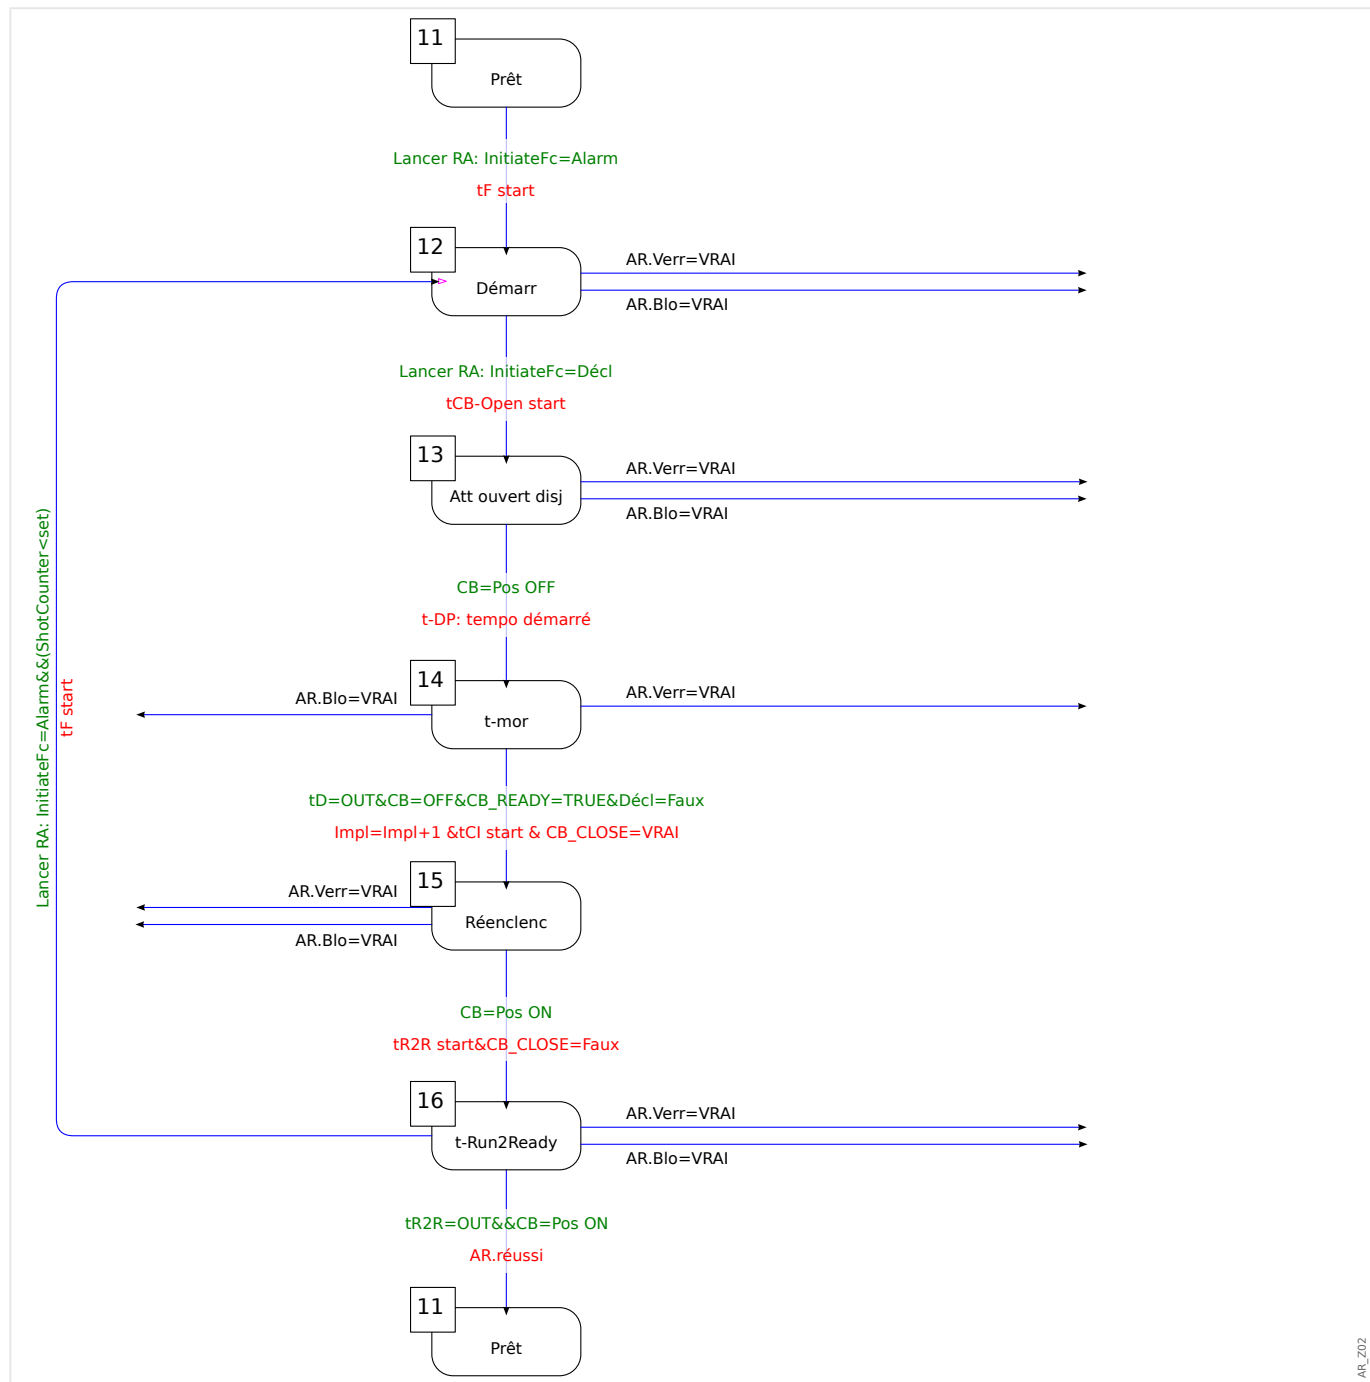 11
Prêt
Lancer RA: InitiateFc=Alarm
tF start
12
Démarr
AR.Verr=VRAI
AR.Blo=VRAI
Lancer RA: InitiateFc=Décl
tCB-Open start
13
Att ouvert disj
AR.Verr=VRAI
AR.Blo=VRAI
CB=Pos OFF
t-DP: tempo démarré
Lancer RA: InitiateFc=Alarm&&(ShotCounter<set)
tF start
14
t-mor
AR.Blo=VRAI
AR.Verr=VRAI
tD=OUT&CB=OFF&CB_READY=TRUE&Décl=Faux
Impl=Impl+1 &tCI start & CB_CLOSE=VRAI
15
Réenclenc
AR.Verr=VRAI
AR.Blo=VRAI
CB=Pos ON
tR2R start&CB_CLOSE=Faux
16
t-Run2Ready
AR.Verr=VRAI
AR.Blo=VRAI
tR2R=OUT&&CB=Pos ON
AR.réussi
11
Prêt
AR_Z02